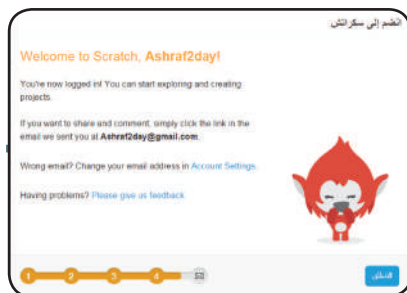 انضم إلى سكراتش
Welcome to Scratch, Ashraf2day!
You're now logged in! You can start exploring and creating
projects.
If you want to share and comment, simply click the link in the
email we sent you at Ashraf2day@gmail.com.
Wrong email? Change your email address in Account Settings.
Having problems? Please give us feedback
1 2 3 4